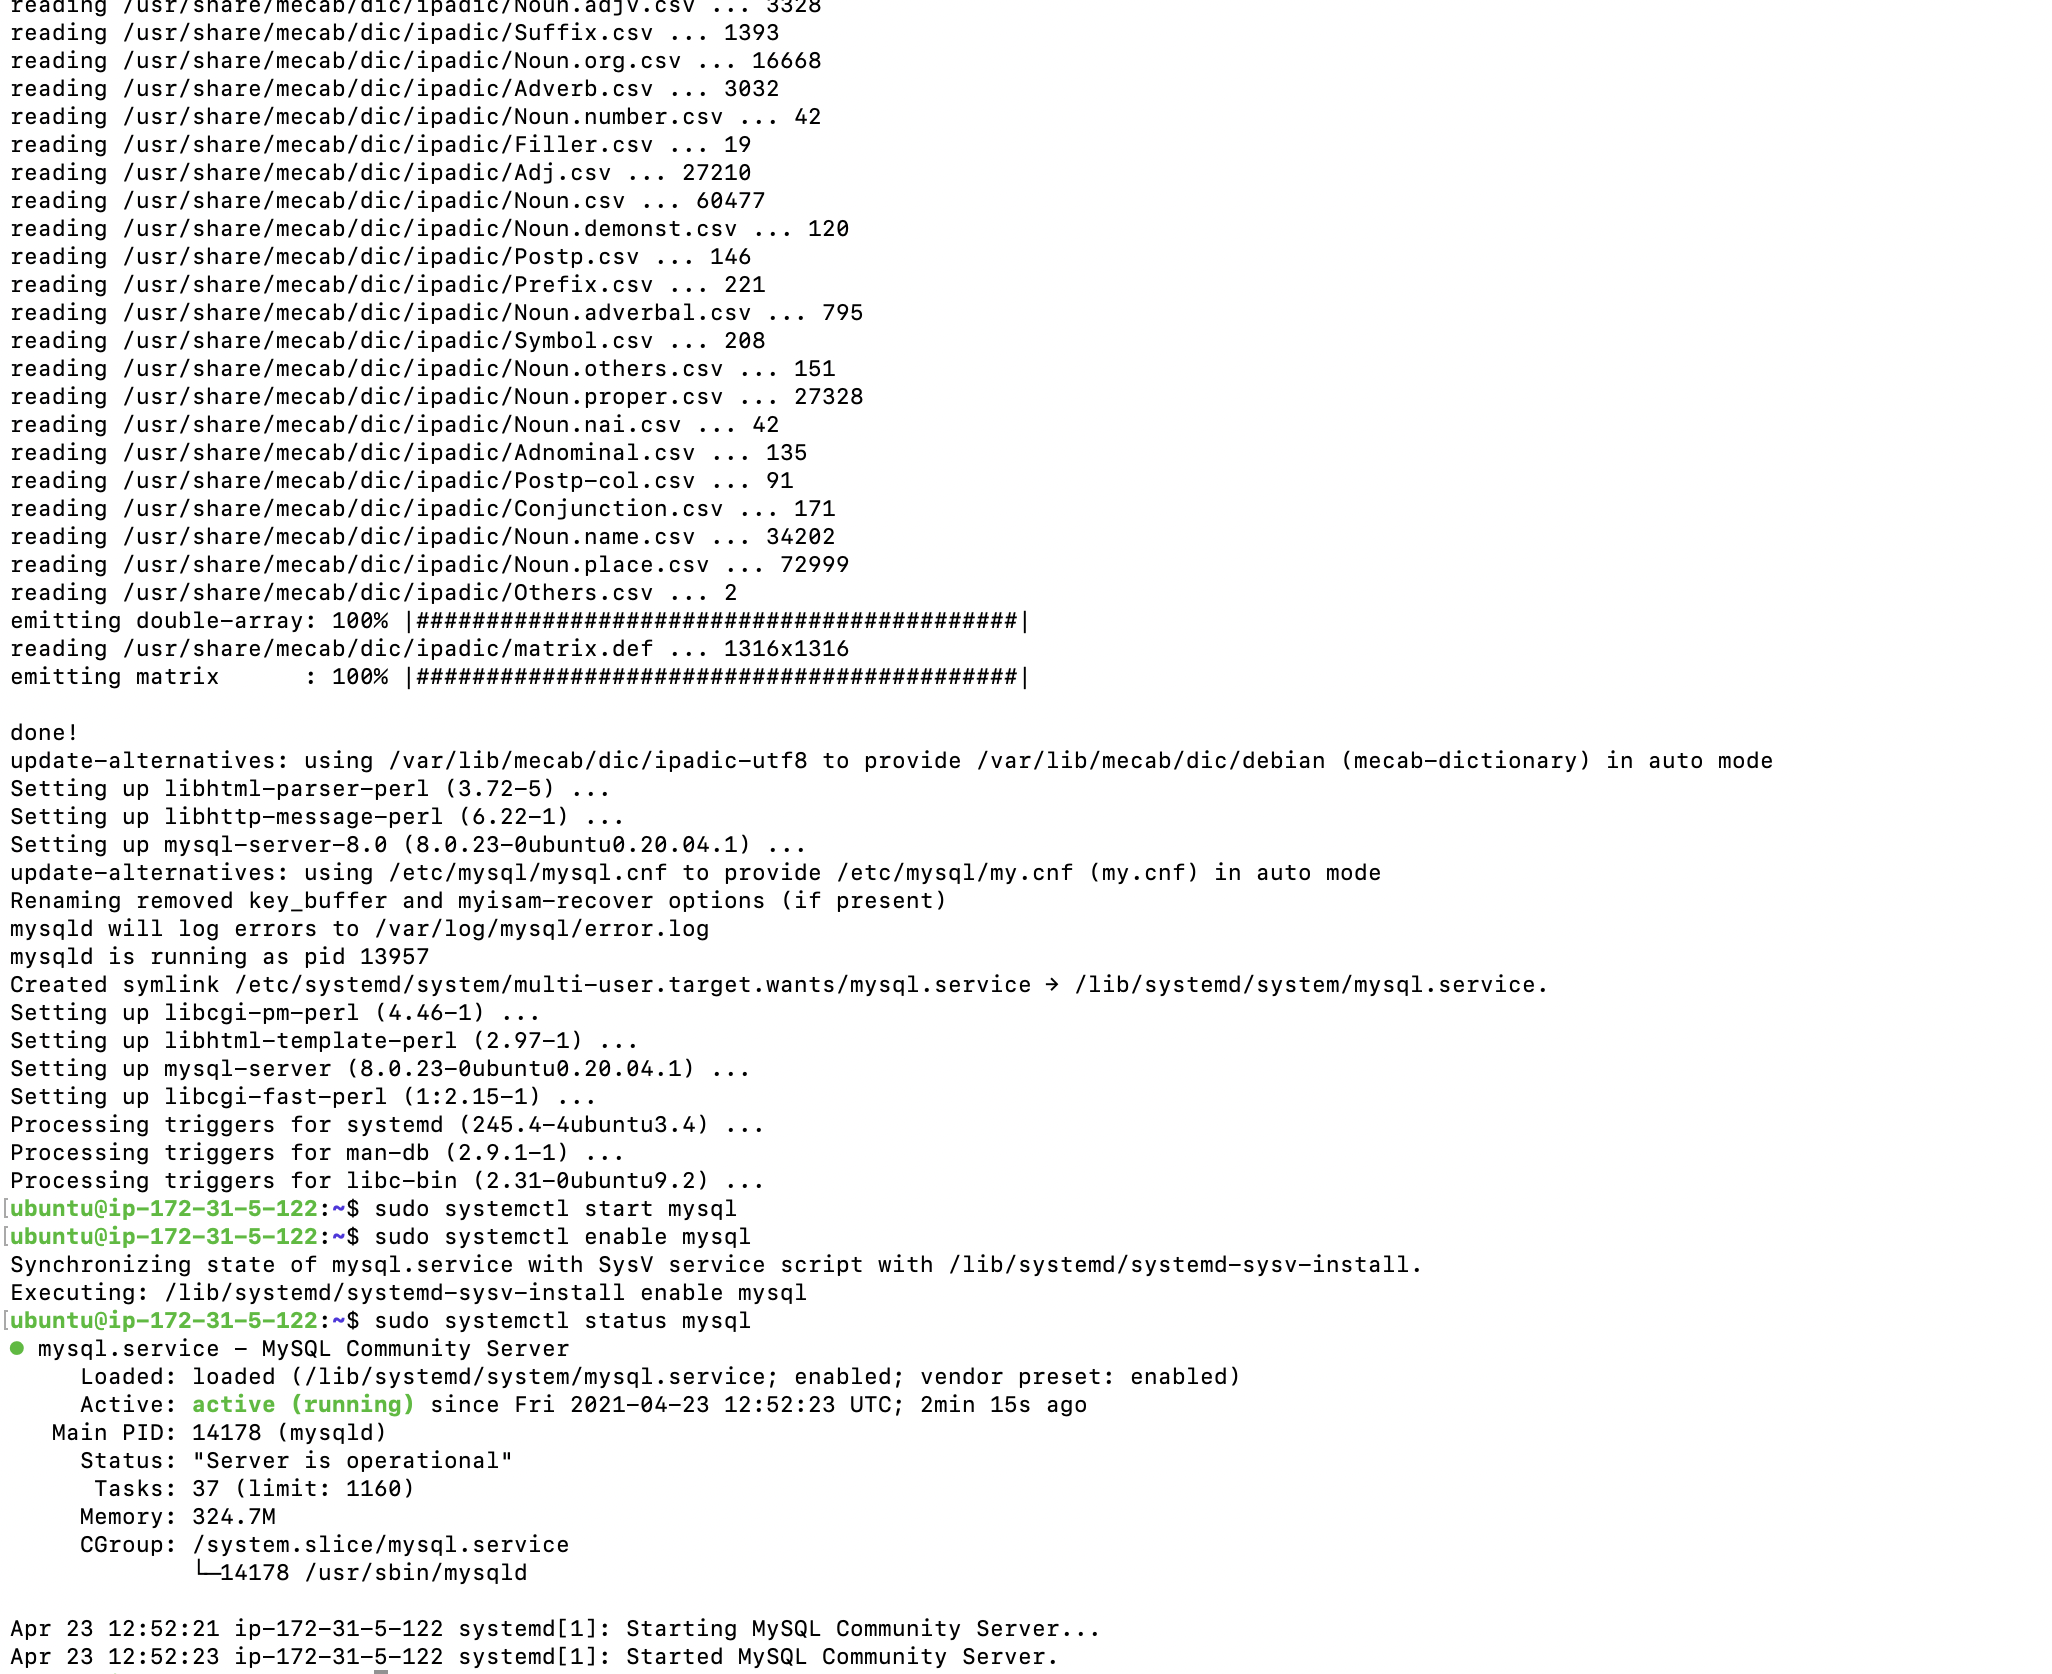 reading /usr/share/mecab/dic/ipadic/Noun.adjv.csv ... 3328
reading /usr/share/mecab/dic/ipadic/Suffix.csv ... 1393
reading /usr/share/mecab/dic/ipadic/Noun.org.csv ... 16668
reading /usr/share/mecab/dic/ipadic/Adverb.csv ... 3032
reading /usr/share/mecab/dic/ipadic/Noun.number.csv ... 42
reading /usr/share/mecab/dic/ipadic/Filler.csv ... 19
reading /usr/share/mecab/dic/ipadic/Adj.csv ... 27210
reading /usr/share/mecab/dic/ipadic/Noun.csv ... 60477
reading /usr/share/mecab/dic/ipadic/Noun.demonst.csv ... 120
reading /usr/share/mecab/dic/ipadic/Postp.csv ... 146
reading /usr/share/mecab/dic/ipadic/Prefix.csv ... 221
reading /usr/share/mecab/dic/ipadic/Noun.adverbal.csv ... 795
reading /usr/share/mecab/dic/ipadic/Symbol.csv ... 208
reading /usr/share/mecab/dic/ipadic/Noun.others.csv ... 151
reading /usr/share/mecab/dic/ipadic/Noun.proper.csv ... 27328
reading /usr/share/mecab/dic/ipadic/Noun.nai.csv ... 42
reading /usr/share/mecab/dic/ipadic/Adnominal.csv ... 135
reading /usr/share/mecab/dic/ipadic/Postp-col.csv ... 91
reading /usr/share/mecab/dic/ipadic/Conjunction.csv ... 171
reading /usr/share/mecab/dic/ipadic/Noun.name.csv ... 34202
reading /usr/share/mecab/dic/ipadic/Noun.place.csv ... 72999
reading /usr/share/mecab/dic/ipadic/Others.csv ... 2
emitting double-array: 100% |###########################################|
reading /usr/share/mecab/dic/ipadic/matrix.def ... 1316x1316
emitting matrix      : 100% |###########################################|

done!
update-alternatives: using /var/lib/mecab/dic/ipadic-utf8 to provide /var/lib/mecab/dic/debian (mecab-dictionary) in auto mode
Setting up libhtml-parser-perl (3.72-5) ...
Setting up libhttp-message-perl (6.22-1) ...
Setting up mysql-server-8.0 (8.0.23-0ubuntu0.20.04.1) ...
update-alternatives: using /etc/mysql/mysql.cnf to provide /etc/mysql/my.cnf (my.cnf) in auto mode
Renaming removed key_buffer and myisam-recover options (if present)
mysqld will log errors to /var/log/mysql/error.log
mysqld is running as pid 13957
Created symlink /etc/systemd/system/multi-user.target.wants/mysql.service → /lib/systemd/system/mysql.service.
Setting up libcgi-pm-perl (4.46-1) ...
Setting up libhtml-template-perl (2.97-1) ...
Setting up mysql-server (8.0.23-0ubuntu0.20.04.1) ...
Setting up libcgi-fast-perl (1:2.15-1) ...
Processing triggers for systemd (245.4-4ubuntu3.4) ...
Processing triggers for man-db (2.9.1-1) ...
Processing triggers for libc-bin (2.31-0ubuntu9.2) ...
[ubuntu@ip-172-31-5-122:~$ sudo systemctl start mysql
[ubuntu@ip-172-31-5-122:~$ sudo systemctl enable mysql
Synchronizing state of mysql.service with SysV service script with /lib/systemd/systemd-sysv-install.
Executing: /lib/systemd/systemd-sysv-install enable mysql
[ubuntu@ip-172-31-5-122:~$ sudo systemctl status mysql
● mysql.service - MySQL Community Server
     Loaded: loaded (/lib/systemd/system/mysql.service; enabled; vendor preset: enabled)
     Active: active (running) since Fri 2021-04-23 12:52:23 UTC; 2min 15s ago
   Main PID: 14178 (mysqld)
     Status: "Server is operational"
      Tasks: 37 (limit: 1160)
     Memory: 324.7M
     CGroup: /system.slice/mysql.service
             └─14178 /usr/sbin/mysqld

Apr 23 12:52:21 ip-172-31-5-122 systemd[1]: Starting MySQL Community Server...
Apr 23 12:52:23 ip-172-31-5-122 systemd[1]: Started MySQL Community Server.